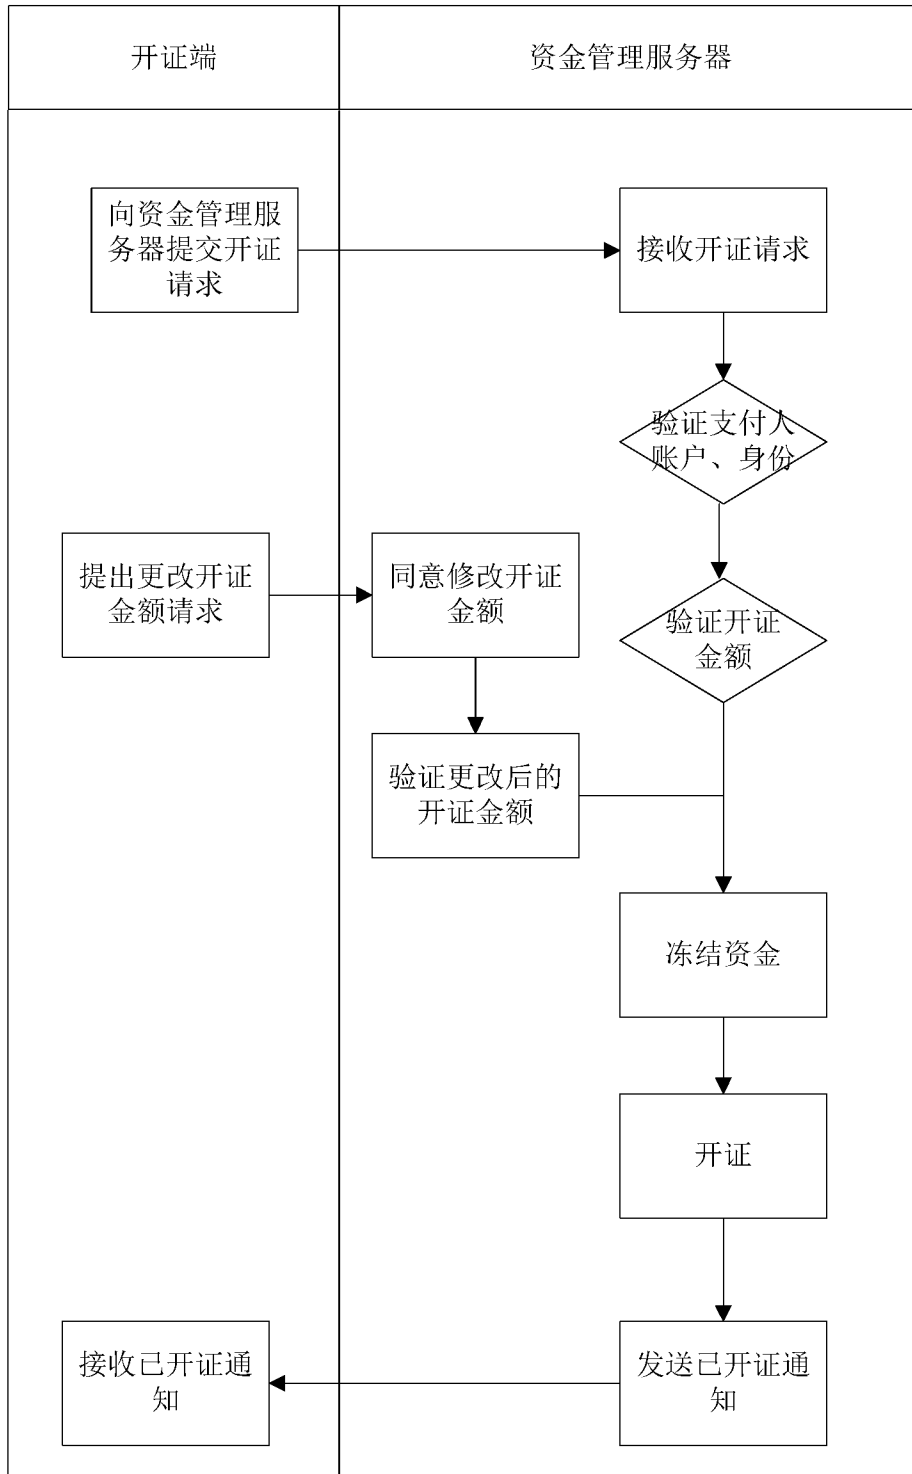 开证端
资金管理服务器
向资金管理服
务器提交开证
请求
接收开证请求
验证支付人
账户、身份
提出更改开证
金额请求
同意修改开证
金额
验证开证
金额
验证更改后的
开证金额
冻结资金
开证
接收已开证通
知
发送已开证通
知